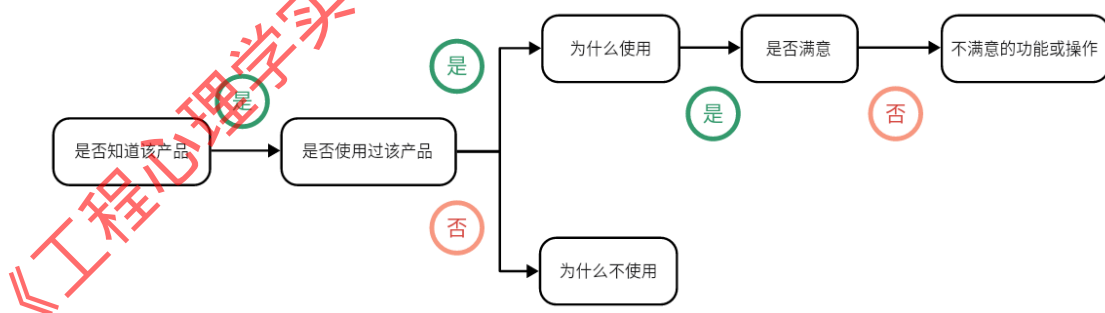 是否知道该产品
是
是否使用过该产品
是
为什么使用
是
是否满意
否
不满意的功能或操作
否
为什么不使用
《工程心理学实